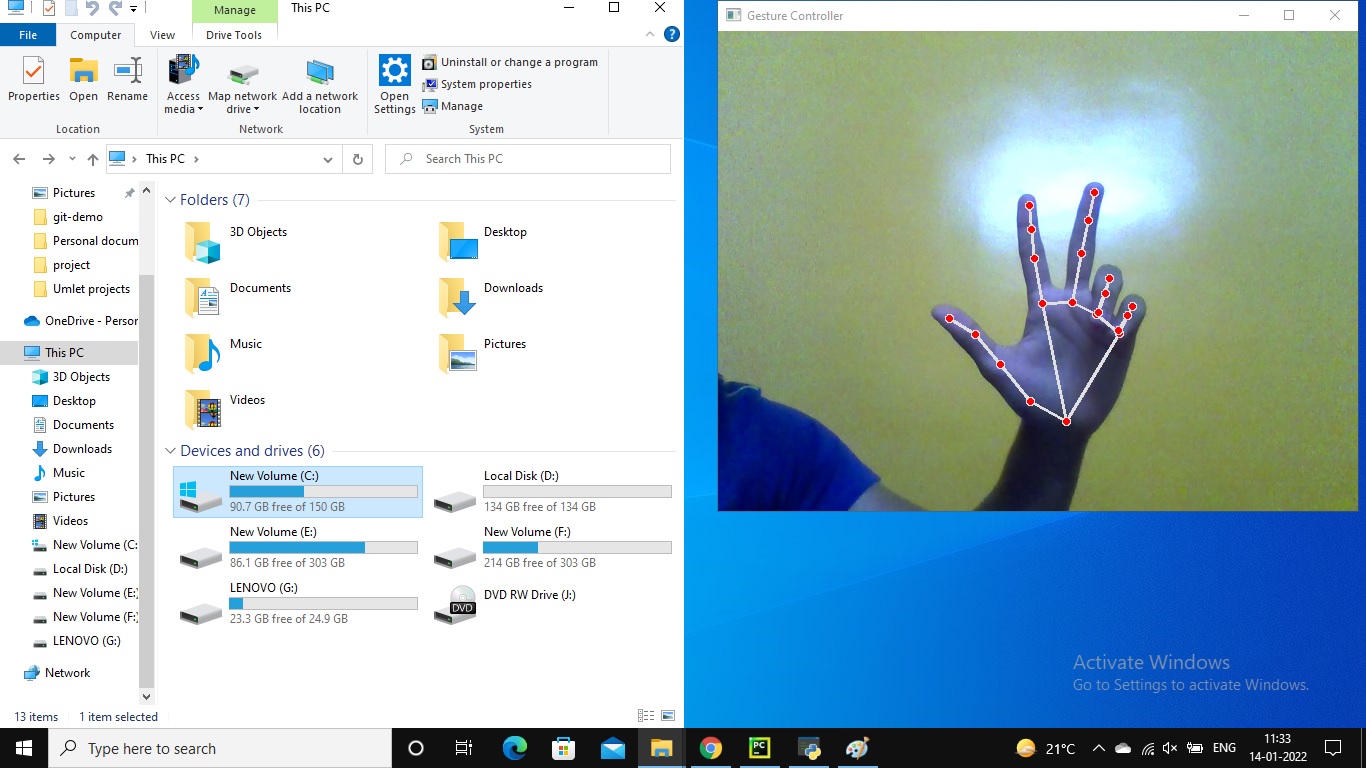 Manage
This PC
File
Computer
View
Drive Tools
Properties
Open
Rename
Access media
Map network drive
Add a network location
Open Settings
Uninstall or change a program
System properties
Manage
Location
Network
System
This PC
Search This PC
Pictures
git-demo
Personal docum
project
Umlet projects
OneDrive - Person
This PC
3D Objects
Desktop
Documents
Downloads
Music
Pictures
Videos
New Volume (C:
Local Disk (D:)
New Volume (E:)
New Volume (F:)
LENOVO (G:)
Network
Folders (7)
3D Objects
Desktop
Documents
Downloads
Music
Pictures
Videos
Devices and drives (6)
New Volume (C:)
90.7 GB free of 150 GB
Local Disk (D:)
134 GB free of 134 GB
New Volume (E:)
86.1 GB free of 303 GB
New Volume (F:)
214 GB free of 303 GB
LENOVO (G:)
23.3 GB free of 24.9 GB
DVD
DVD RW Drive (J:)
13 items
1 item selected
Gesture Controller
Activate Windows
Go to Settings to activate Windows.
Type here to search
PC
21°C
ENG
11:33
14-01-2022